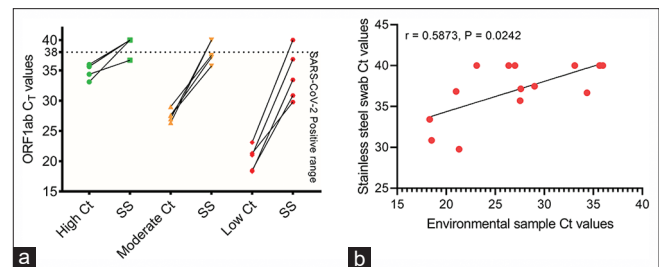 40
38
35
30
25
20
15
ORF1ab CT values
SARS-CoV-2 Positive range
High Ct
SS
Moderate Ct
SS
Low Ct
SS
a
r = 0.5873, P = 0.0242
45
40
35
30
25
Stainless steel swab Ct values
15
20
25
30
35
40
Environmental sample Ct values
b